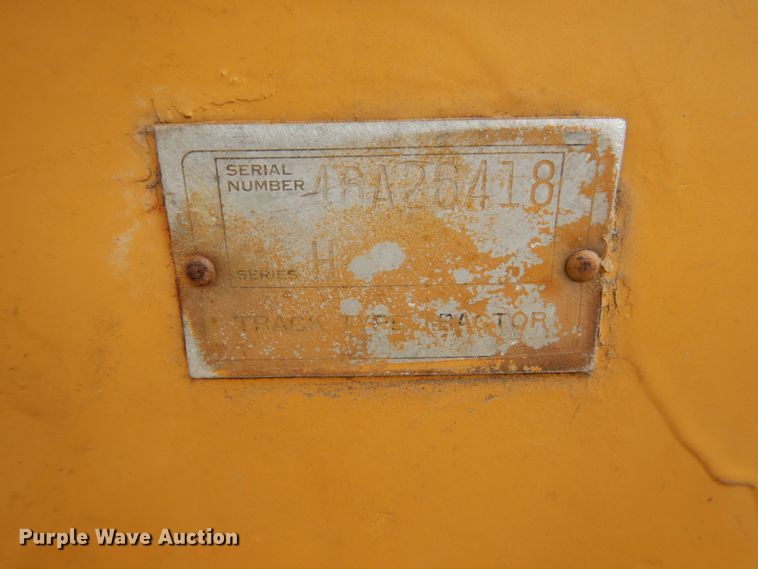 SERIAL
NUMBER 46A26418
SERIES H
TRACK TYPE TRACTOR
Purple Wave Auction